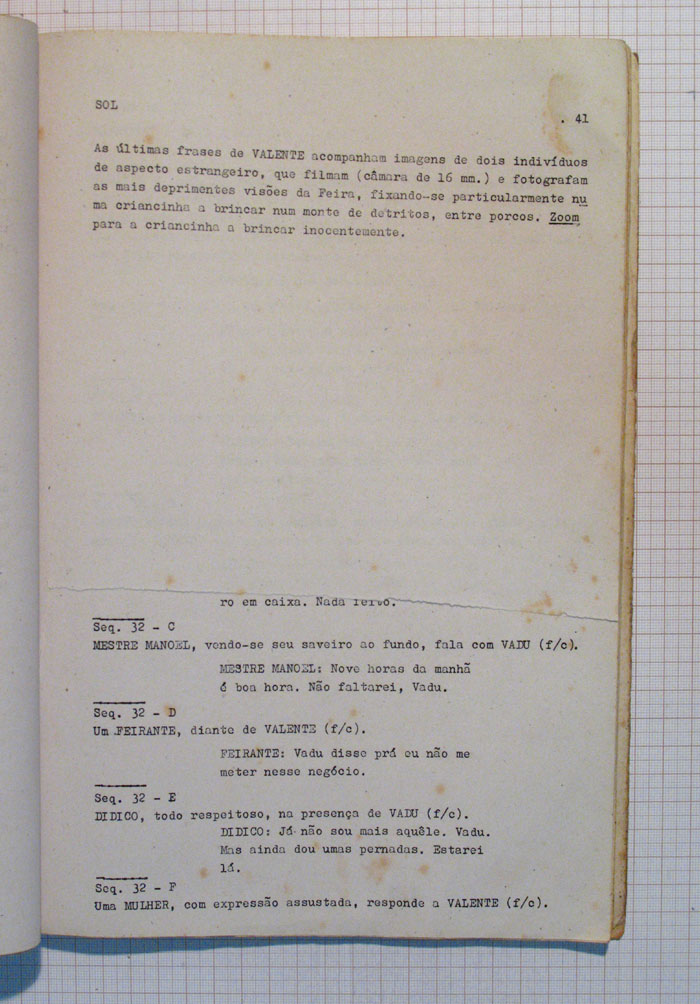 SOL
. 41
As últimas frases de VALENTE acompanham imagens de dois indivíduos
de aspecto estrangeiro, que filmam (câmara de 16 mm.) e fotografam
as mais deprimentes visões da Feira, fixando-se particularmente nu
ma criancinha a brincar num monte de detritos, entre porcos. Zoom
para a criancinha a brincar inocentemente.
ro em caixa. Nada
Seq. 32 - C
MESTRE MANOEL, vendo-se seu saveiro ao fundo, fala com VADU (f/c).
MESTRE MANOEL: Nove horas da manhã
é boa hora. Não faltarei, Vadu.
Seq. 32 - D
Um FEIRANTE, diante de VALENTE (f/c).
FEIRANTE: Vadu disse prá eu não me
meter nesse negócio.
Seq. 32 - E
DIDICO, todo respeitoso, na presença de VADU (f/c).
DIDICO: Já não sou mais aquêle. Vadu.
Mas ainda dou umas pernadas. Estarei
lá.
Seq. 32 - F
Uma MULHER, com expressão assustada, responde a VALENTE (f/c).